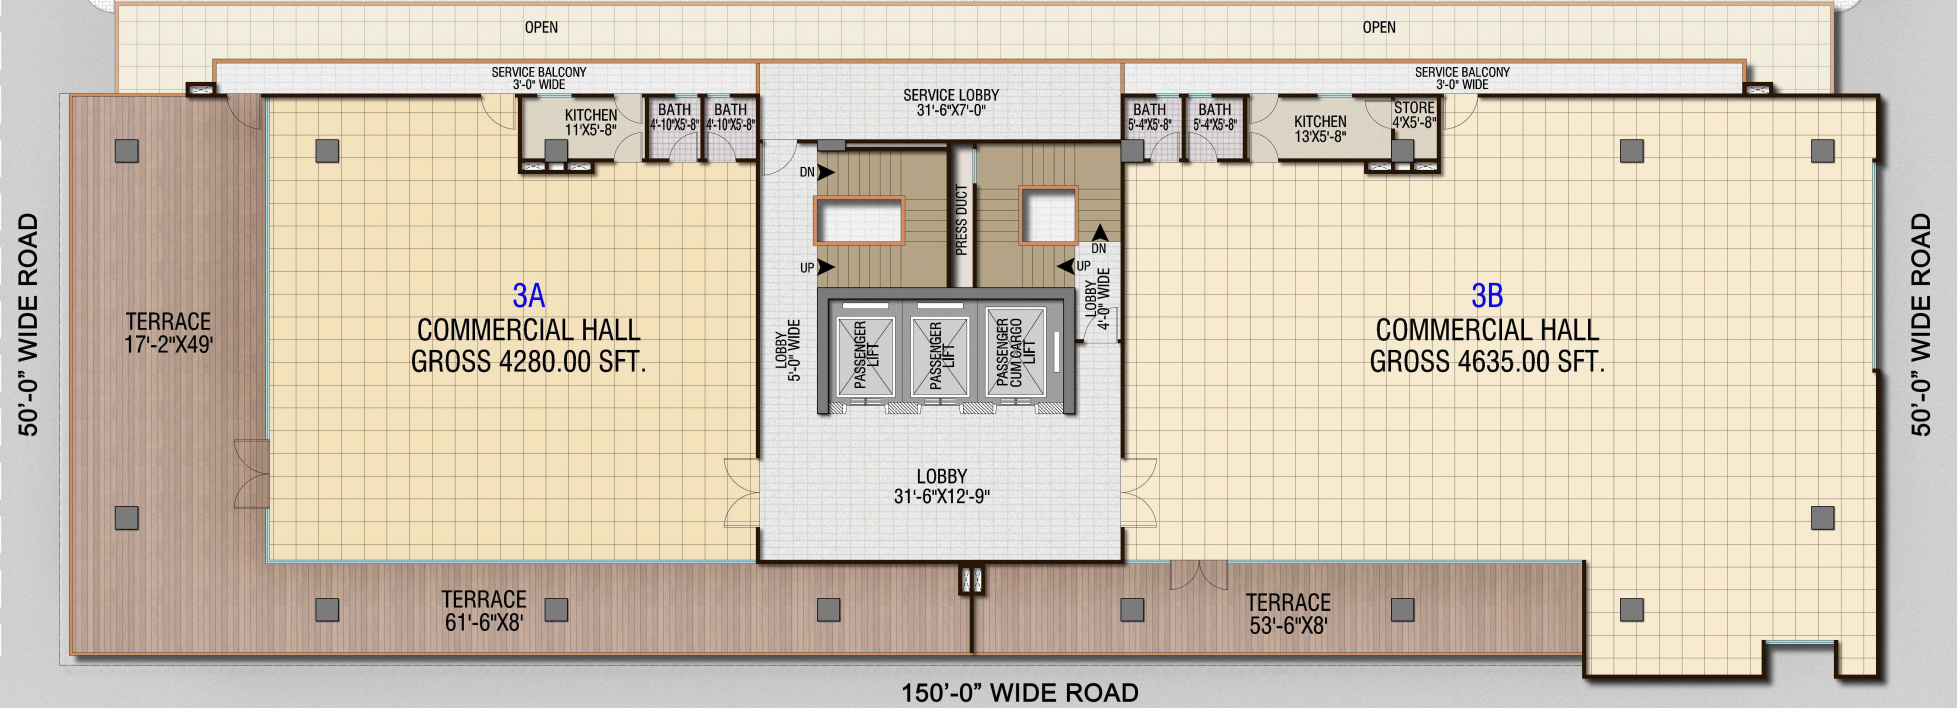 OPEN
OPEN
SERVICE BALCONY
3'-0" WIDE
SERVICE BALCONY
3'-0" WIDE
SERVICE LOBBY
31'-6"X7'-0"
KITCHEN
11'X5'-8"
BATH
4'-10"X5'-8"
BATH
4'-10"X5'-8"
BATH
5'-4"X5'-8"
BATH
5'-4"X5'-8"
KITCHEN
13'X5'-8"
STORE
4'X5'-8"
DN
UP
PRESS DUCT
DN
UP
LOBBY
4'-0" WIDE
50'-0" WIDE ROAD
TERRACE
17'-2"X49'
3A
COMMERCIAL HALL
GROSS 4280.00 SFT.
LOBBY
5'-0" WIDE
PASSENGER
LIFT
PASSENGER
LIFT
PASSENGER
CUM CARGO
LIFT
3B
COMMERCIAL HALL
GROSS 4635.00 SFT.
50'-0" WIDE ROAD
LOBBY
31'-6"X12'-9"
TERRACE
61'-6"X8'
TERRACE
53'-6"X8'
150'-0" WIDE ROAD